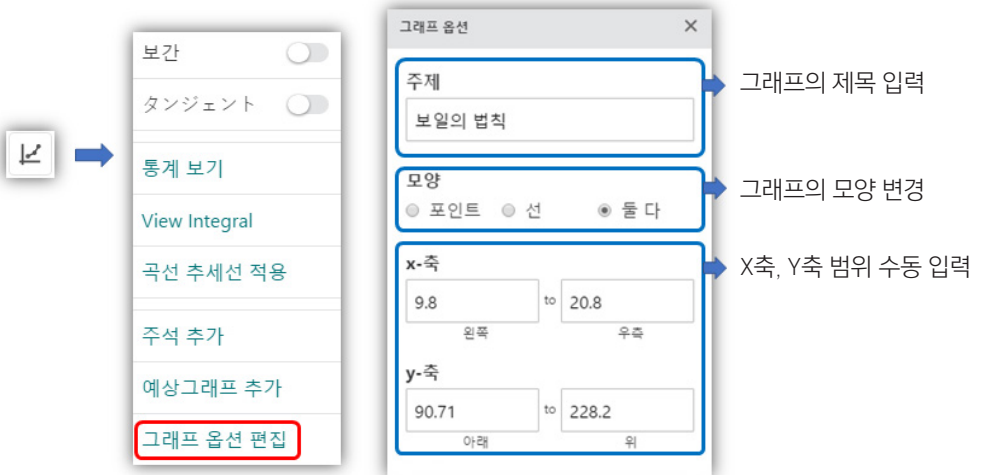 보간
タンジェント
통계 보기
View Integral
곡선 추세선 적용
주석 추가
예상그래프 추가
그래프 옵션 편집
그래프 옵션 ×
주제
보일의 법칙
모양
포인트 선 둘 다
x-축
9.8 to 20.8
왼쪽 우측
y-축
90.71 to 228.2
아래 위
그래프의 제목 입력
그래프의 모양 변경
X축, Y축 범위 수동 입력